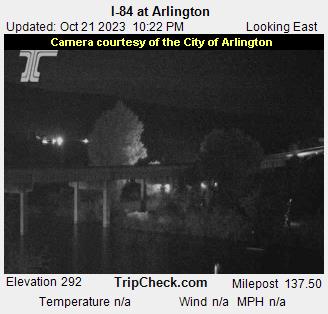 I-84 at Arlington
Updated: Oct 21 2023 10:22 PM Looking East
Camera courtesy of the City of Arlington
Elevation 292 TripCheck.com Milepost 137.50
Temperature n/a Wind n/a MPH n/a